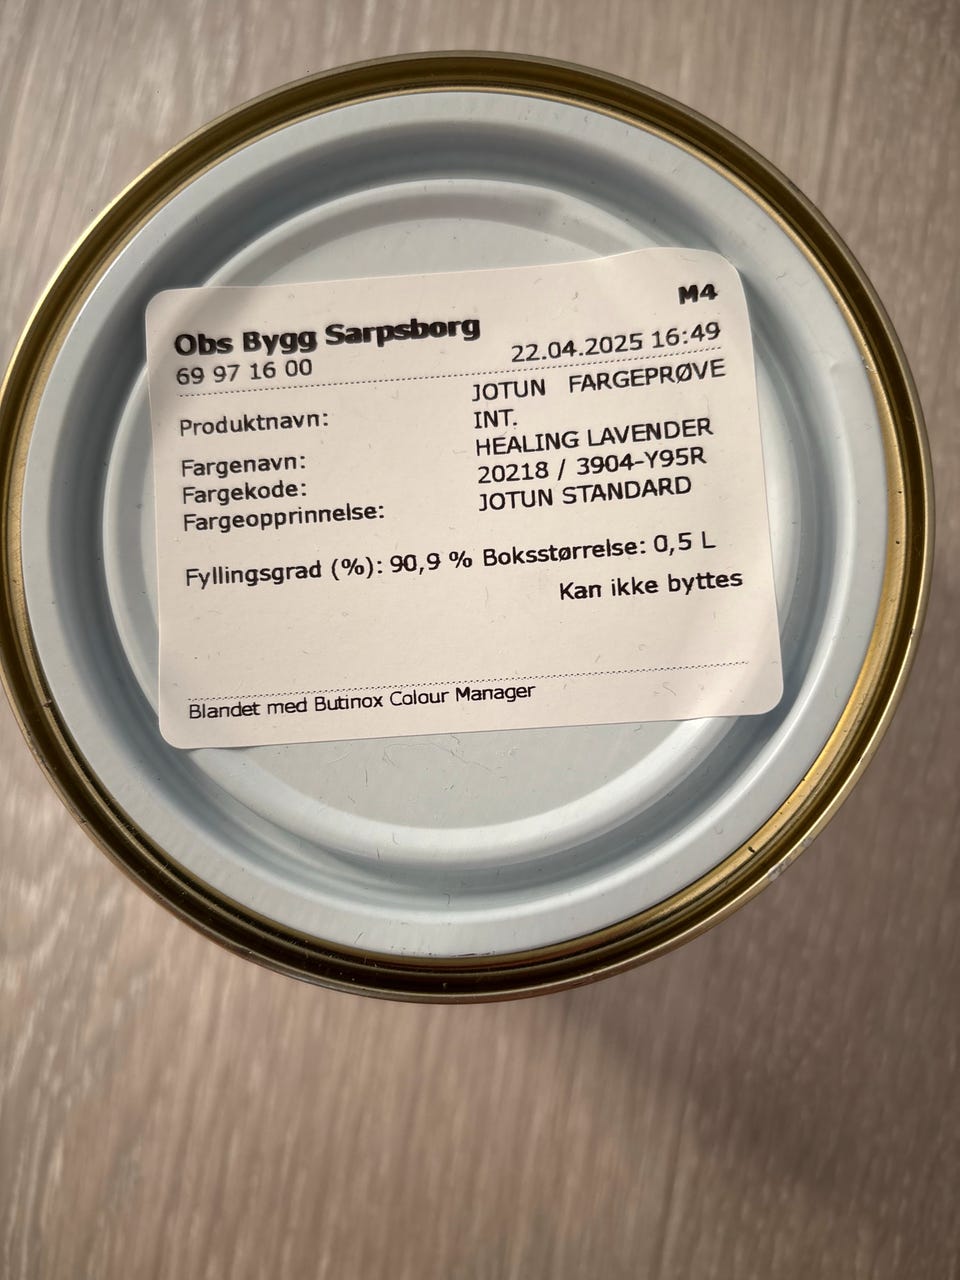 M4
Obs Bygg Sarpsborg
69 97 16 00 22.04.2025 16:49
Produktnavn: JOTUN FARGEPRØVE
INT.
Fargenavn: HEALING LAVENDER
Fargekode: 20218 / 3904-Y95R
Fargeopprinnelse: JOTUN STANDARD
Fyllingsgrad (%): 90,9 % Boksstørrelse: 0,5 L
Kan ikke byttes
Blandet med Butinox Colour Manager